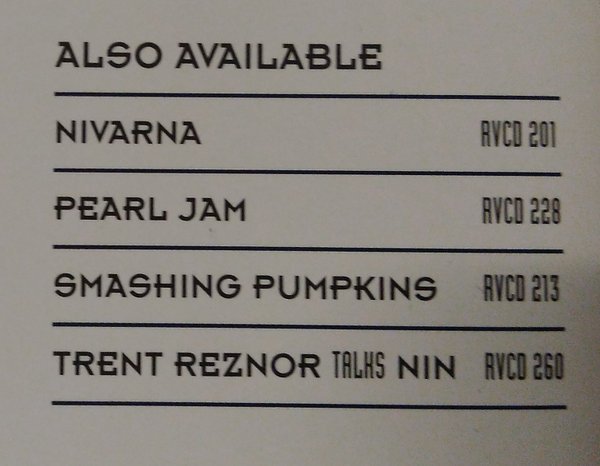 ALSO AVAILABLE
NIVARNA RVCD 201
PEARL JAM RVCD 228
SMASHING PUMPKINS RVCD 213
TRENT REZNOR TALKS NIN RVCD 260